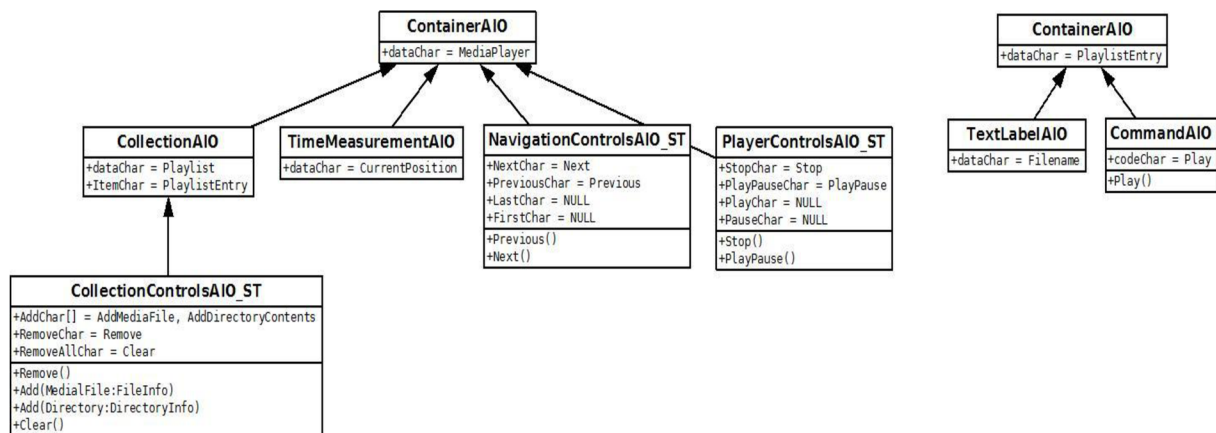 ContainerAIO
+dataChar = MediaPlayer
CollectionAIO
+dataChar = Playlist
+ItemChar = PlaylistEntry
TimeMeasurementAIO
+dataChar = CurrentPosition
NavigationControlsAIO_ST
+NextChar = Next
+PreviousChar = Previous
+LastChar = NULL
+FirstChar = NULL
+Previous()
+Next()
PlayerControlsAIO_ST
+StopChar = Stop
+PlayPauseChar = PlayPause
+PlayChar = NULL
+PauseChar = NULL
+Stop()
+PlayPause()
CollectionControlsAIO_ST
+AddChar[] = AddMediaFile, AddDirectoryContents
+RemoveChar = Remove
+RemoveAllChar = Clear
+Remove()
+Add(MedialFile:FileInfo)
+Add(Directory:DirectoryInfo)
+Clear()
ContainerAIO
+dataChar = PlaylistEntry
TextLabelAIO
+dataChar = Filename
CommandAIO
+codeChar = Play
+Play()